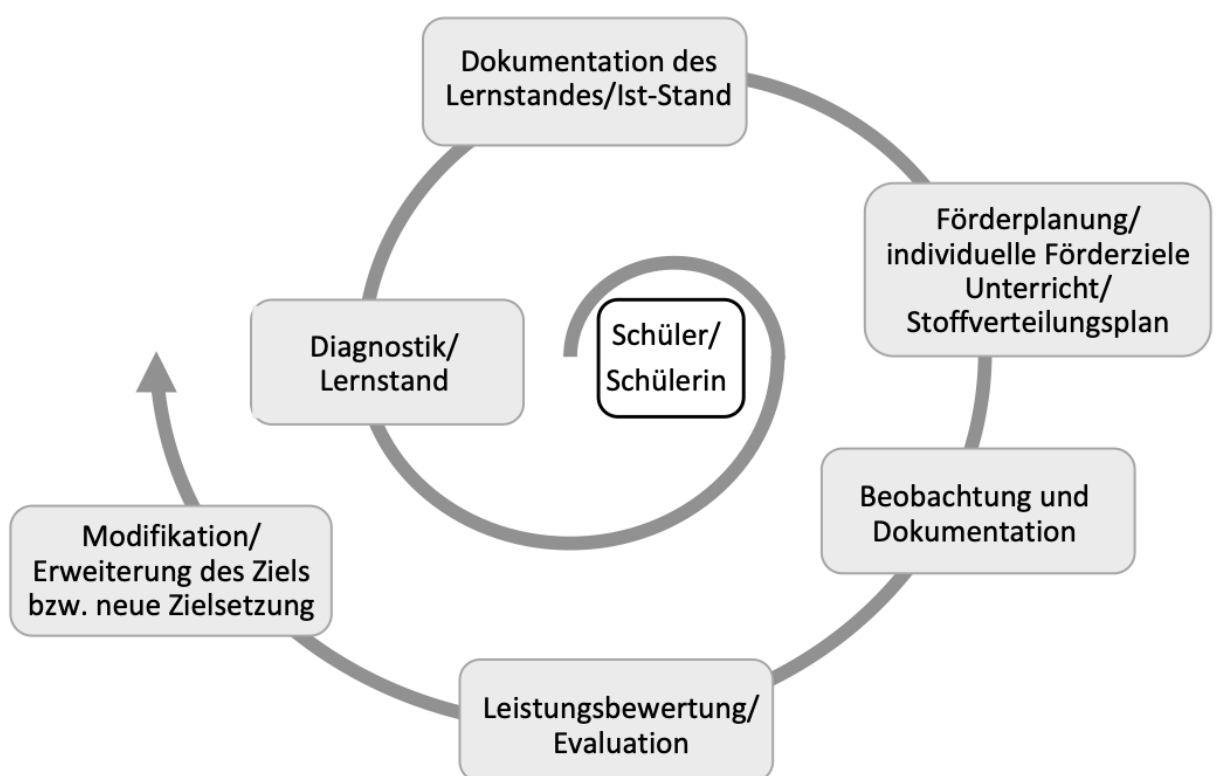 Dokumentation des
Lernstandes/Ist-Stand
Förderplanung/
individuelle Förderziele
Unterricht/
Stoffverteilungsplan
Schüler/
Schülerin
Diagnostik/
Lernstand
Beobachtung und
Dokumentation
Modifikation/
Erweiterung des Ziels
bzw. neue Zielsetzung
Leistungsbewertung/
Evaluation